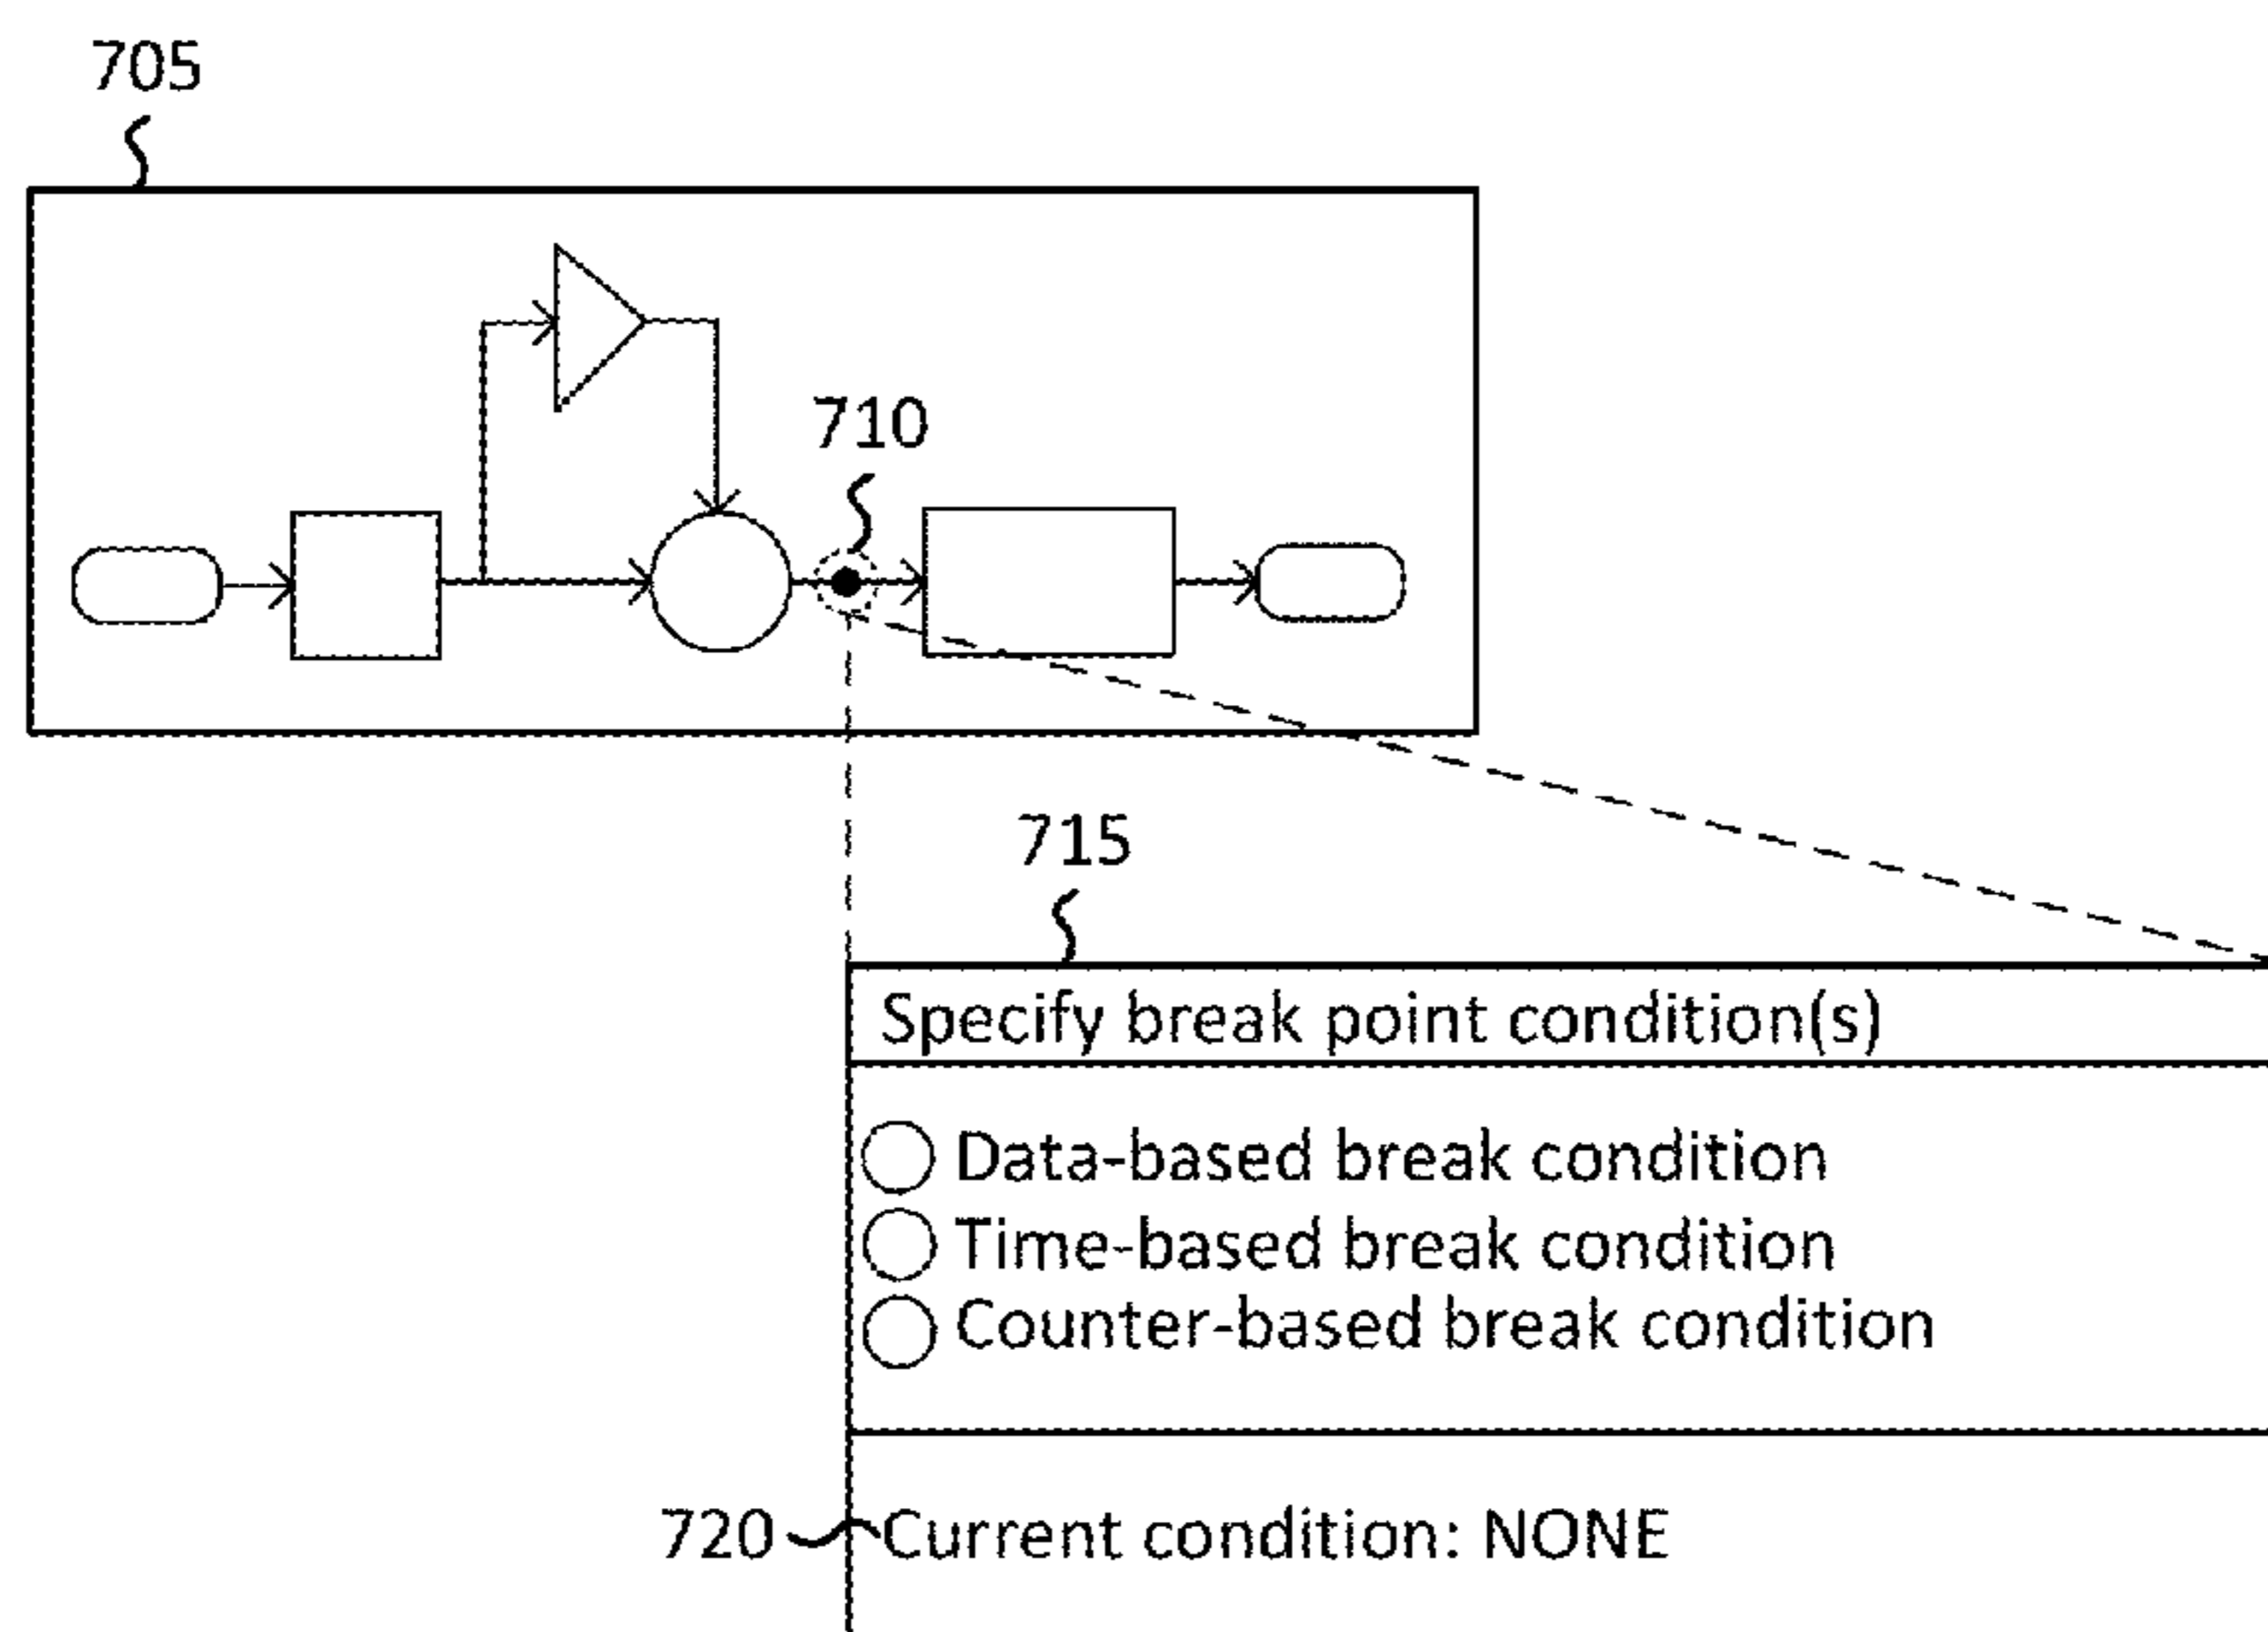 705
710
715
Specify break point condition(s)
Data-based break condition
Time-based break condition
Counter-based break condition
720 Current condition: NONE